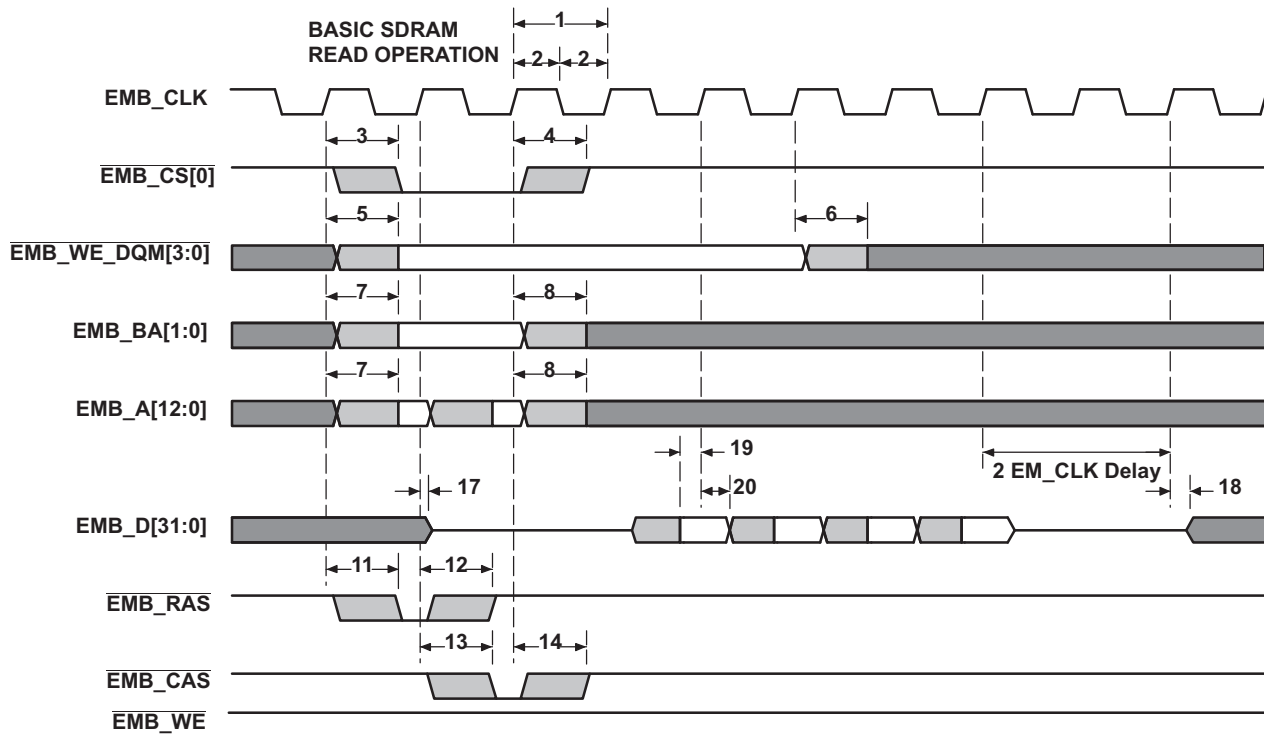 BASIC SDRAM
READ OPERATION
1
2 2
EMB_CLK
3 4
EMB_CS[0]
5 6
EMB_WE_DQM[3:0]
7 8
EMB_BA[1:0]
7 8
EMB_A[12:0]
19
2 EM_CLK Delay
17 20 18
EMB_D[31:0]
11 12
EMB_RAS
13 14
EMB_CAS
EMB_WE